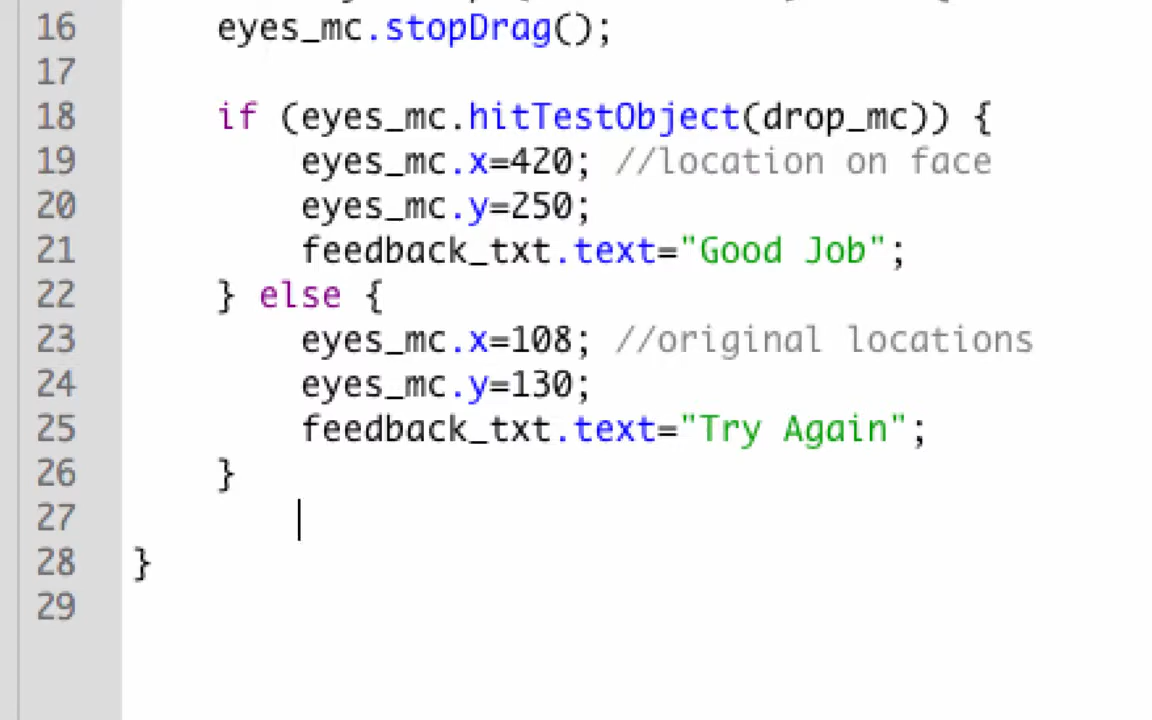 16 eyes_mc.stopDrag();
17
18 if (eyes_mc.hitTestObject(drop_mc)) {
19 eyes_mc.x=420; //location on face
20 eyes_mc.y=250;
21 feedback_txt.text="Good Job";
22 } else {
23 eyes_mc.x=108; //original locations
24 eyes_mc.y=130;
25 feedback_txt.text="Try Again";
26 }
27
28 }
29